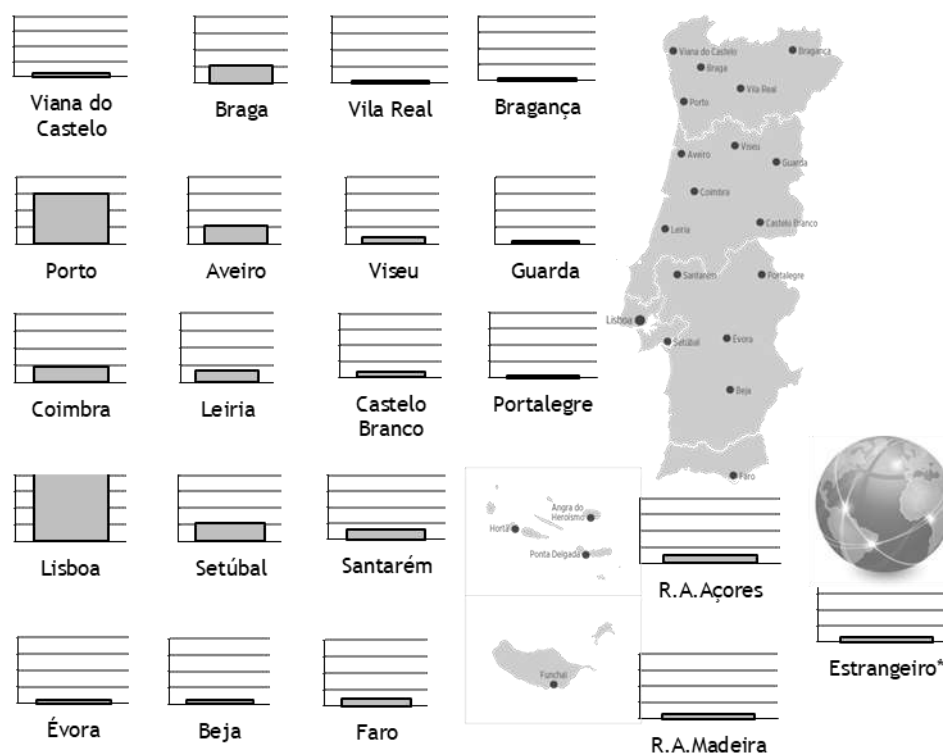 Viana do
Castelo
Braga
Vila Real
Bragança
Porto
Aveiro
Viseu
Guarda
Coimbra
Leiria
Castelo
Branco
Portalegre
Lisboa
Setúbal
Santarém
Évora
Beja
Faro
Viana do Castelo
Bragança
Braga
Vila Real
Porto
Viseu
Aveiro
Guarda
Coimbra
Castelo Branco
Leiria
Santarém
Portalegre
Lisboa
Setúbal
Évora
Beja
Faro
Angra do
Heroísmo
Horta
Ponta Delgada
R.A.Açores
Funchal
R.A.Madeira
Estrangeiro*